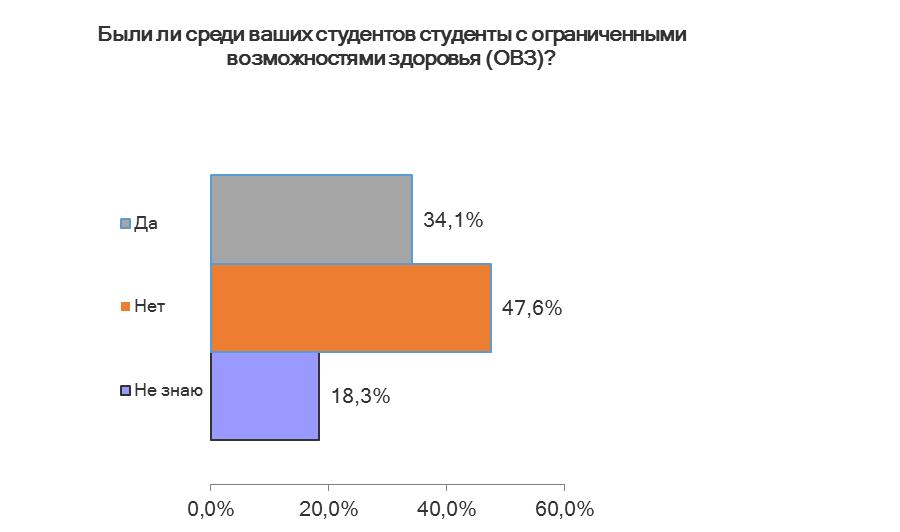 Были ли среди ваших студентов студенты с ограниченными
возможностями здоровья (ОВЗ)?
Да
34,1%
Нет
47,6%
Не знаю
18,3%
0,0%
20,0%
40,0%
60,0%